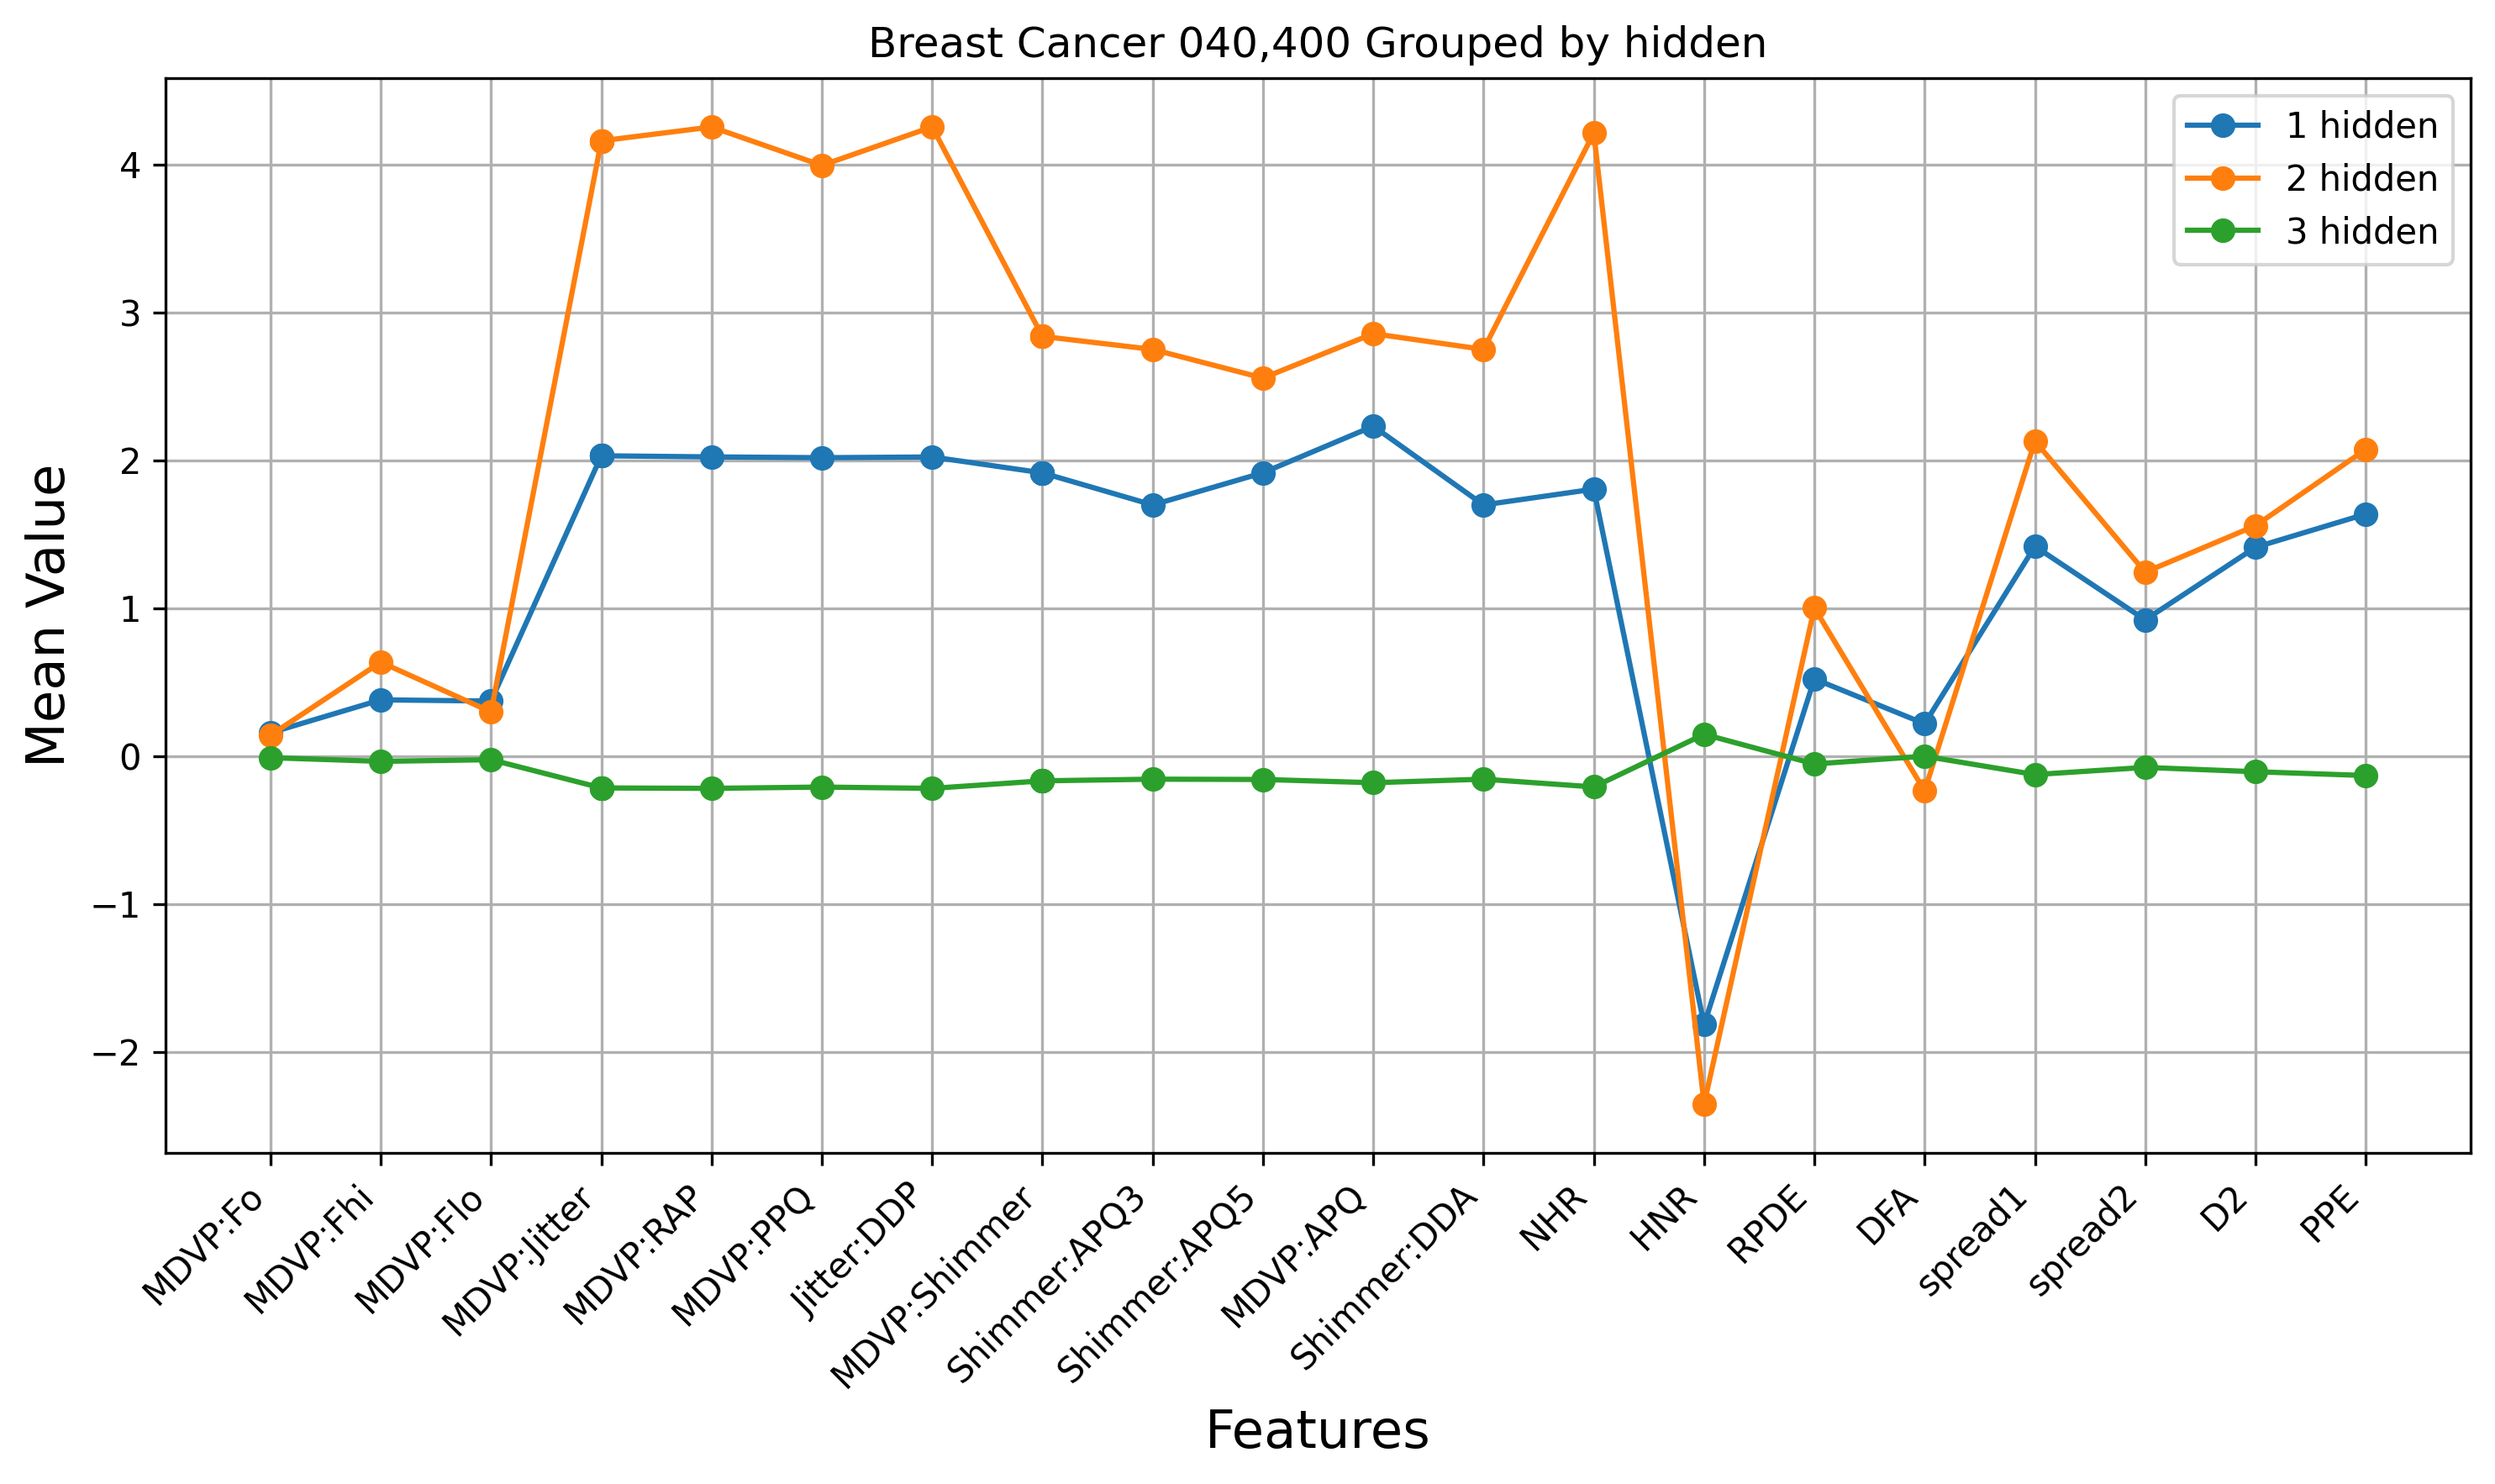 Breast Cancer 040,400 Grouped by hidden
1 hidden
2 hidden
3 hidden
Mean Value
4
3
2
1
0
−1
−2
MDVP:Fo
MDVP:Fhi
MDVP:Flo
MDVP:Jitter
MDVP:RAP
MDVP:PPQ
Jitter:DDP
MDVP:Shimmer
Shimmer:APQ3
Shimmer:APQ5
MDVP:APQ
Shimmer:DDA
NHR
HNR
RPDE
DFA
spread1
spread2
D2
PPE
Features